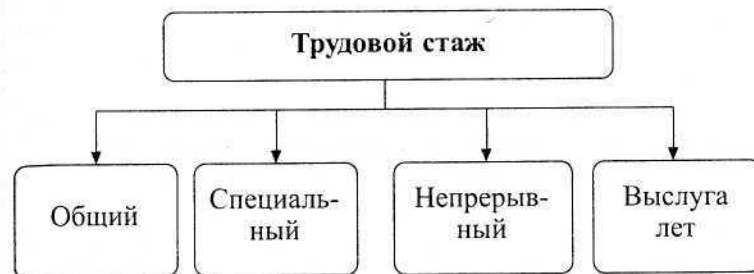 Трудовой стаж
Общий
Специаль-
ный
Непрерыв-
ный
Выслуга
лет